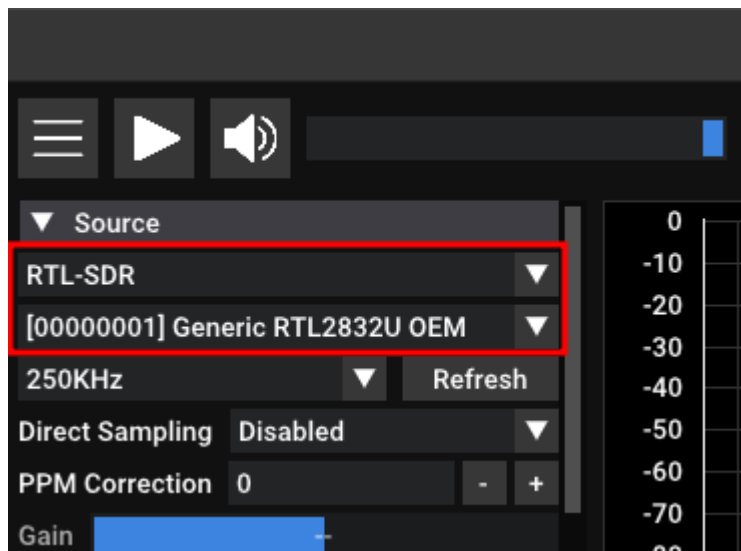 Source
RTL-SDR
[00000001] Generic RTL2832U OEM
250KHz Refresh
Direct Sampling Disabled
PPM Correction 0 - +
Gain --
0
-10
-20
-30
-40
-50
-60
-70